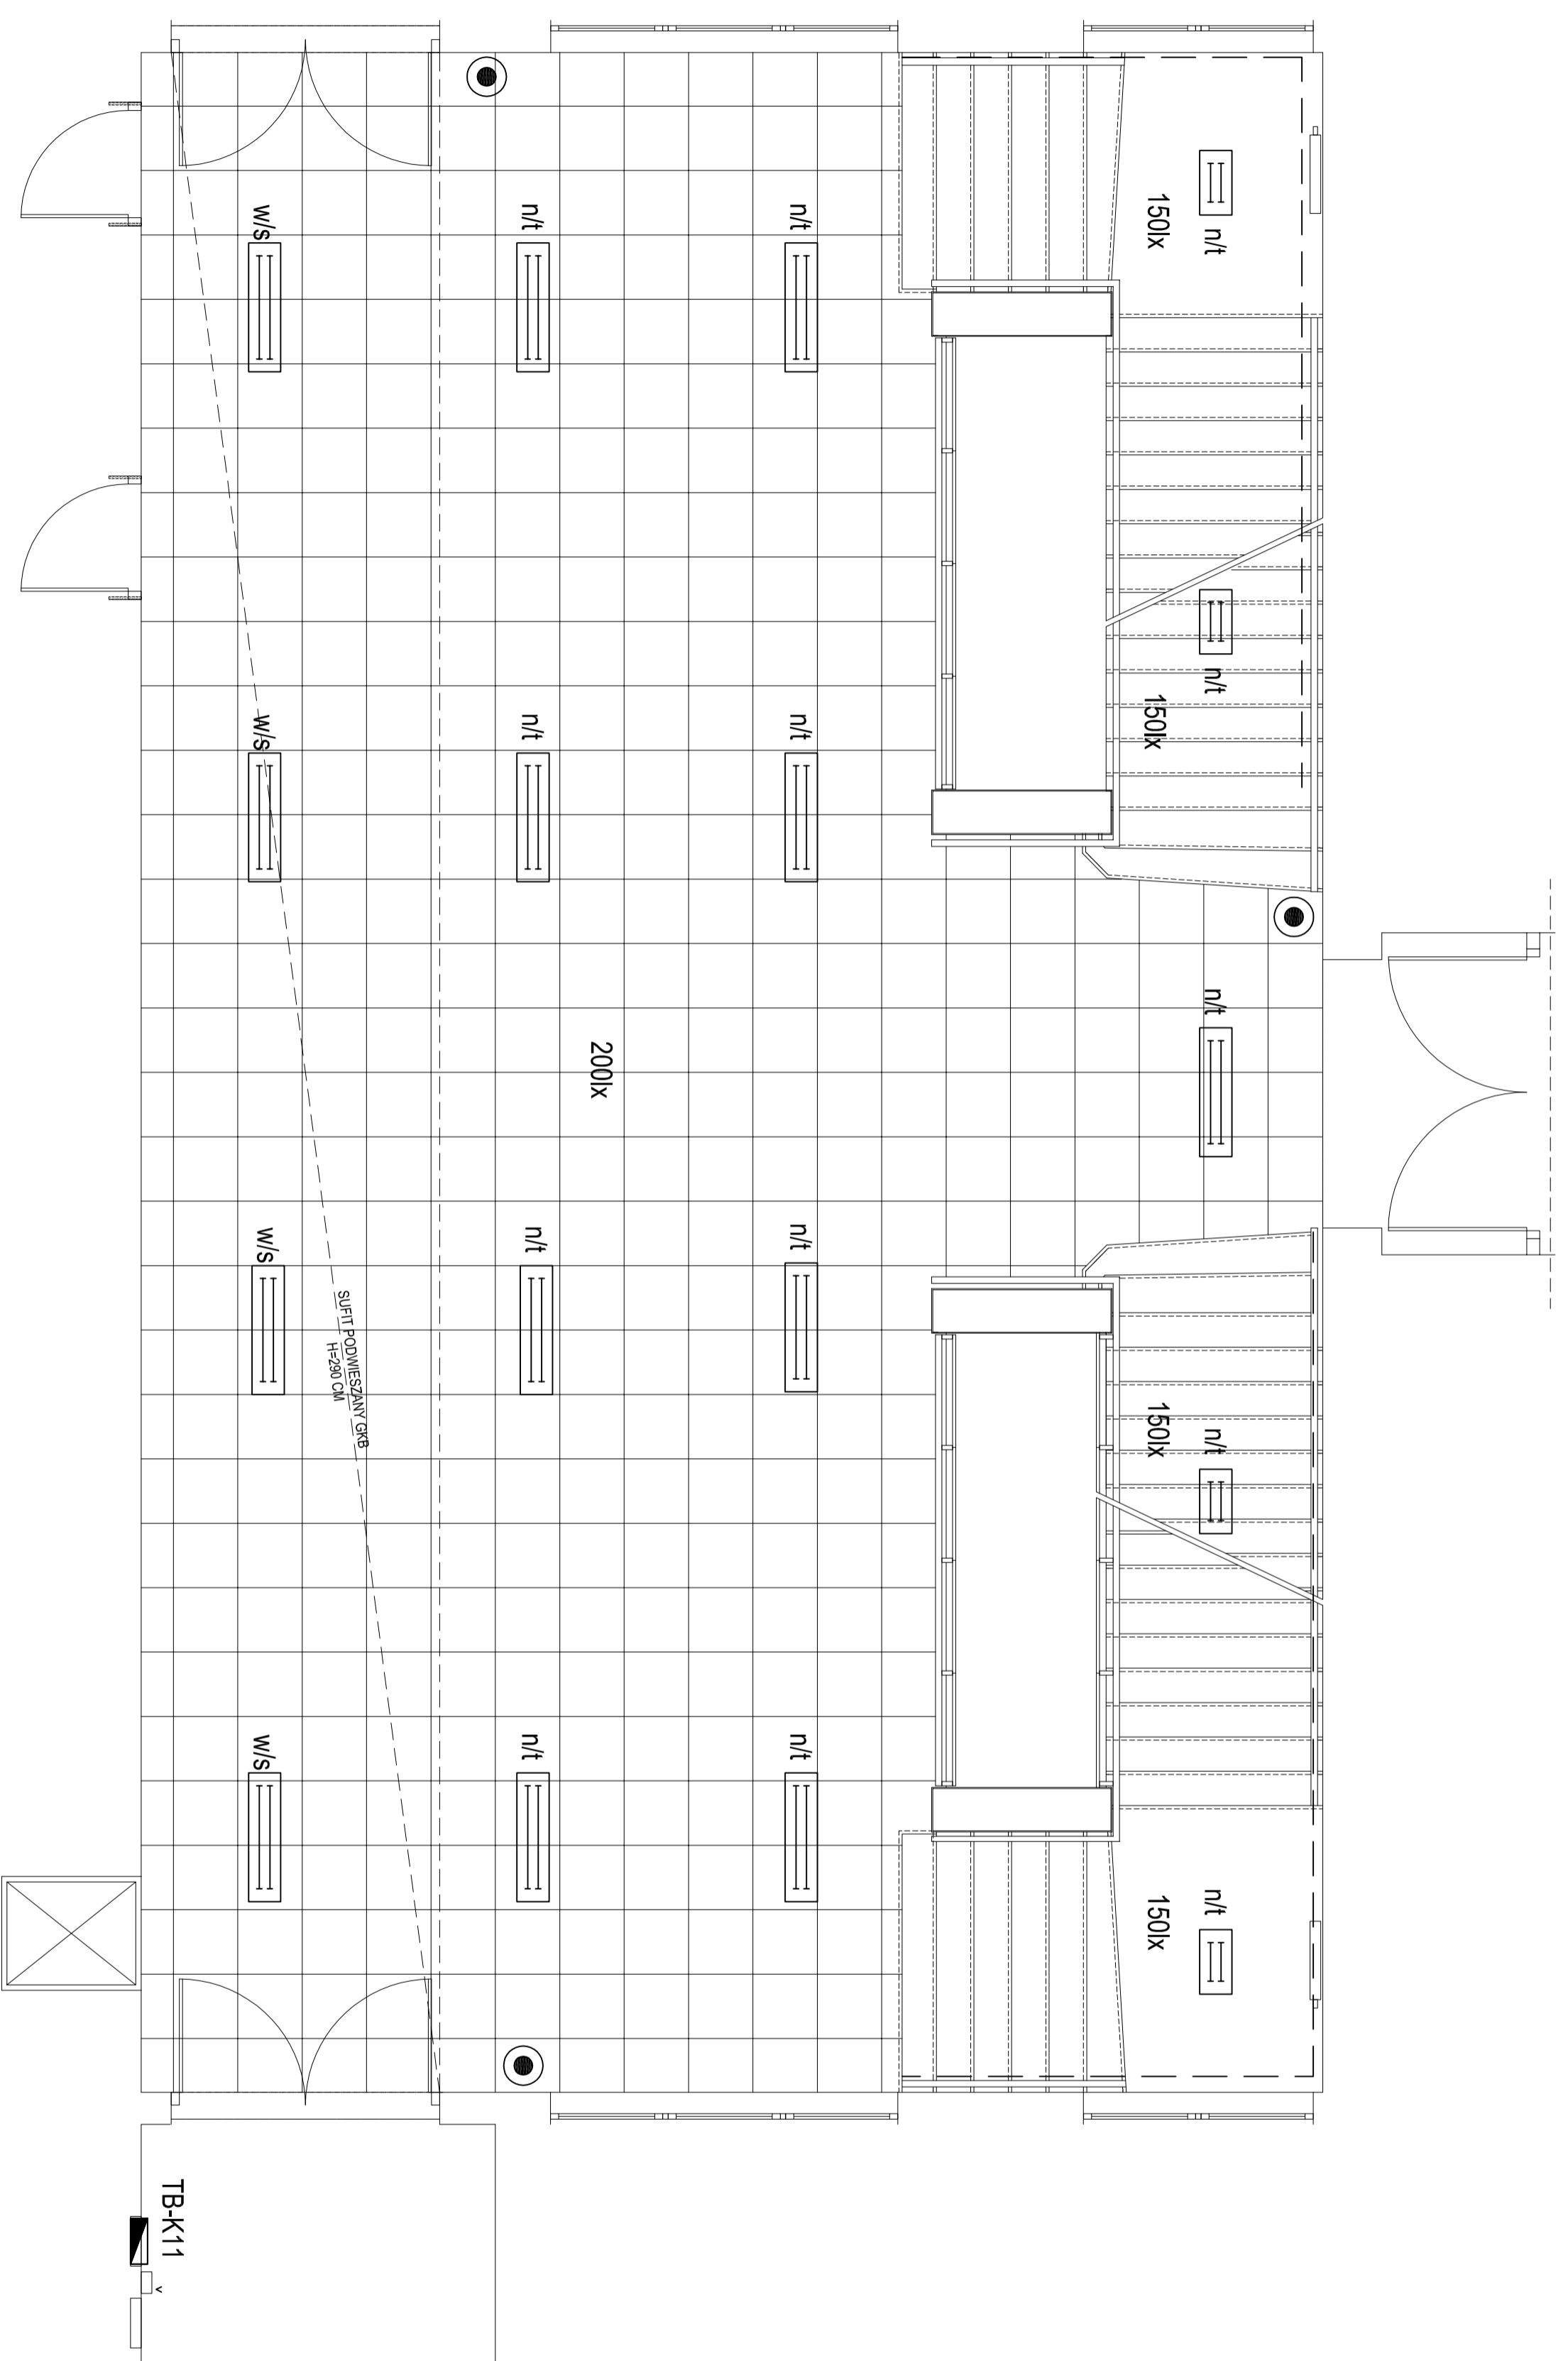 n/t
150lx
n/t
150lx
n/t
n/t
150lx
n/t
150lx
n/t
n/t
n/t
n/t
200lx
n/t
n/t
n/t
n/t
SUFIT PODWIESZANY GKB
H=290 CM
w/s
w/s
w/s
w/s
TB-K11
v